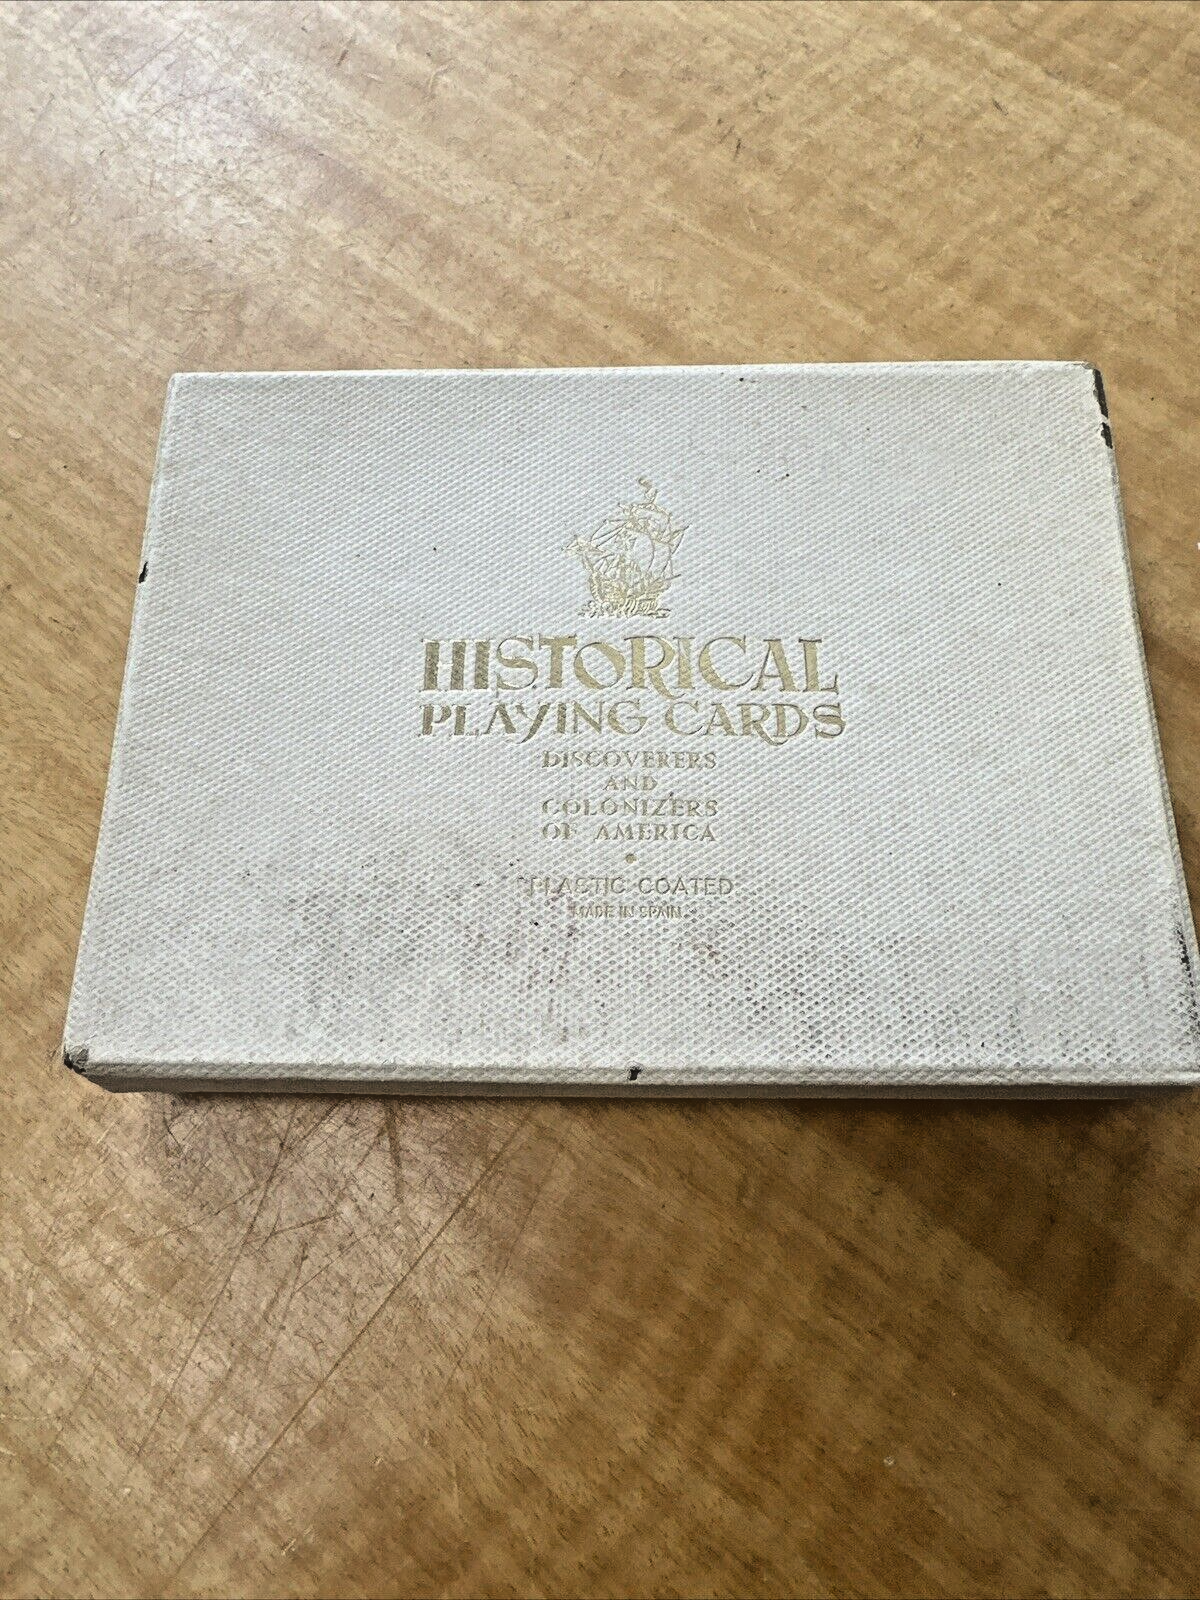 HISTORICAL
PLAYING CARDS
DISCOVERERS
AND
COLONIZERS
OF AMERICA
•
PLASTIC COATED
MADE IN SPAIN